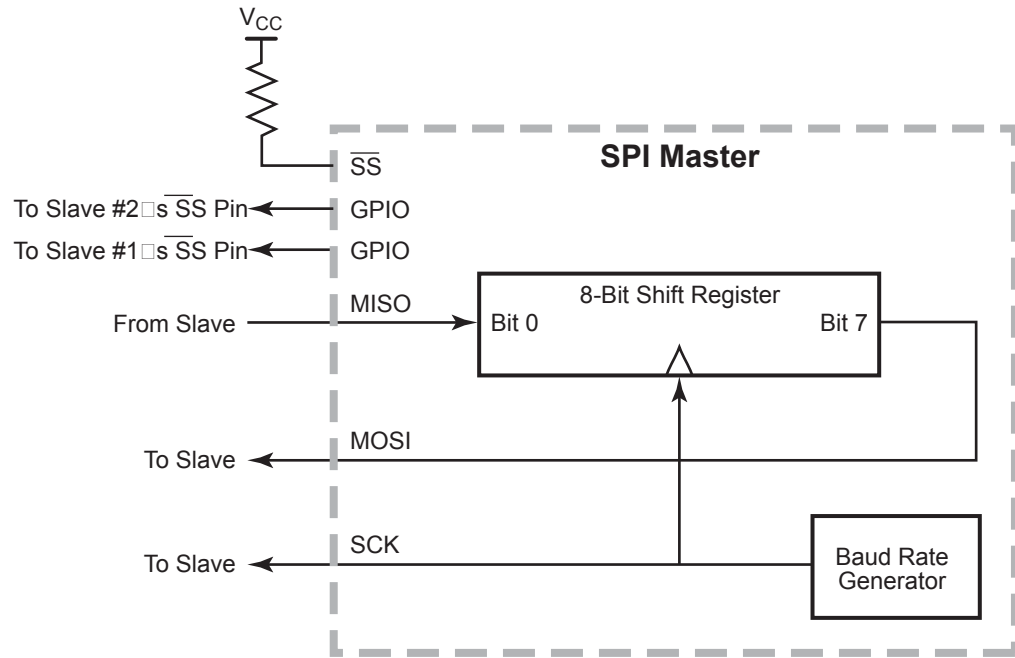 VCC
SPI Master
SS
To Slave #2□s SS Pin
GPIO
To Slave #1□s SS Pin
GPIO
8-Bit Shift Register
MISO
From Slave
Bit 0
Bit 7
MOSI
To Slave
SCK
To Slave
Baud Rate
Generator